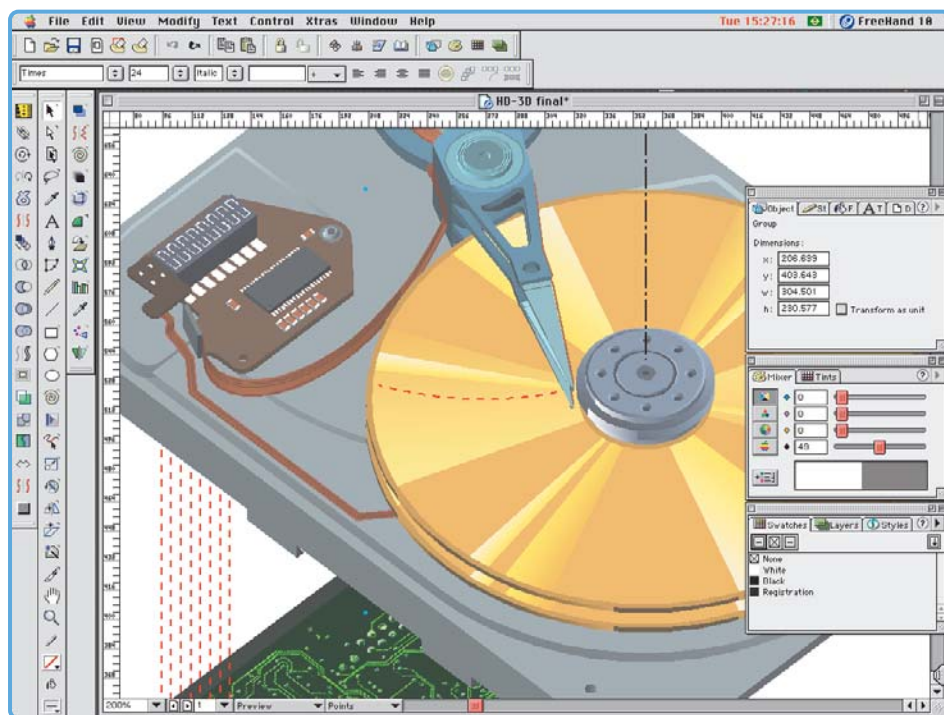 File Edit View Modify Text Control Xtras Window Help Tue 15:27:16 FreeHand 10
Times 24 Italic
HD-3D final*
Object
Group
Dimensions:
x: 206.699
y: 403.643
w: 304.501
h: 230.577 Transform as unit
Mixer Tints
0
0
0
49
Swatches Layers Styles
None
White
Black
Registration
200% 1 Preview Points